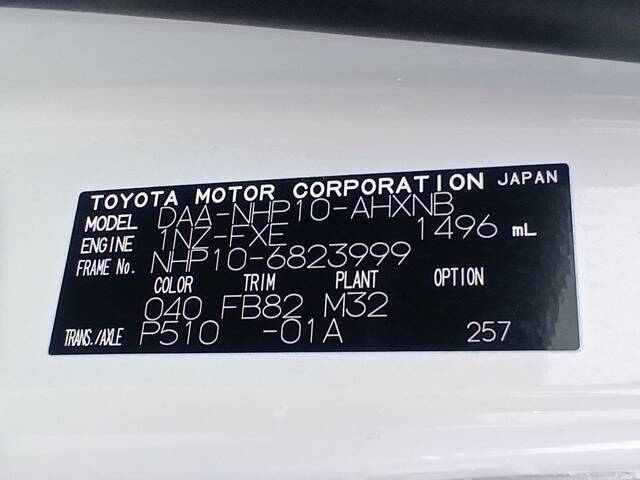 TOYOTA MOTOR CORPORATION JAPAN
MODEL DAA-NHP10-AHXNB
ENGINE 1NZ-FXE 1496 mL
FRAME No. NHP10-6823999
COLOR TRIM PLANT OPTION
040 FB82 M32
TRANS./AXLE P510 -01A 257